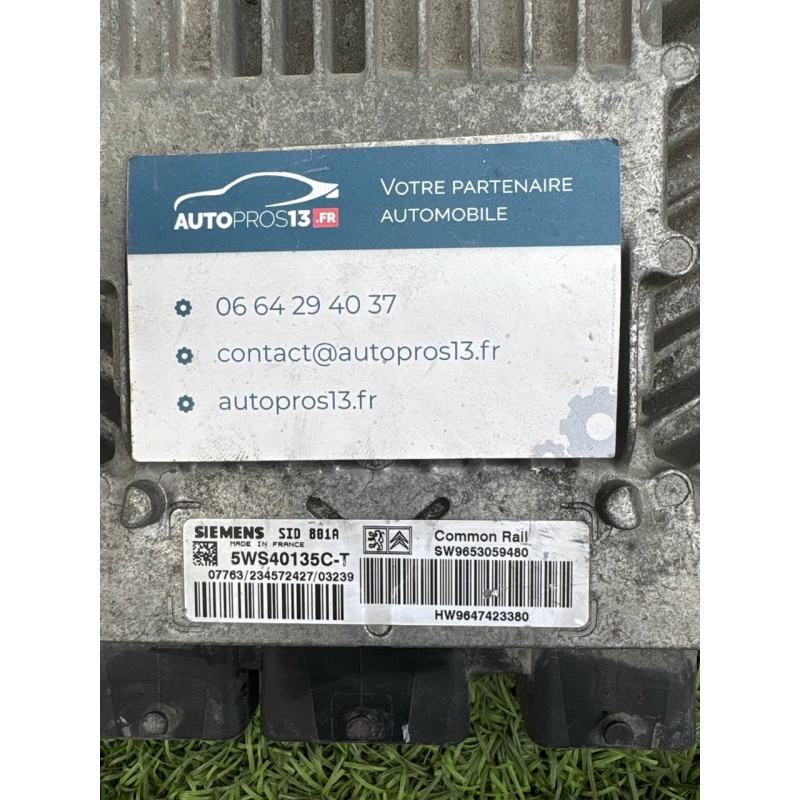 VOTRE PARTENAIRE
AUTOMOBILE
AUTOPROS13.FR
06 64 29 40 37
contact@autopros13.fr
autopros13.fr
SIEMENS SID 801A
MADE IN FRANCE
5WS40135C-T
07763/234572427/03239
Common Rail
SW9653059480
HW9647423380